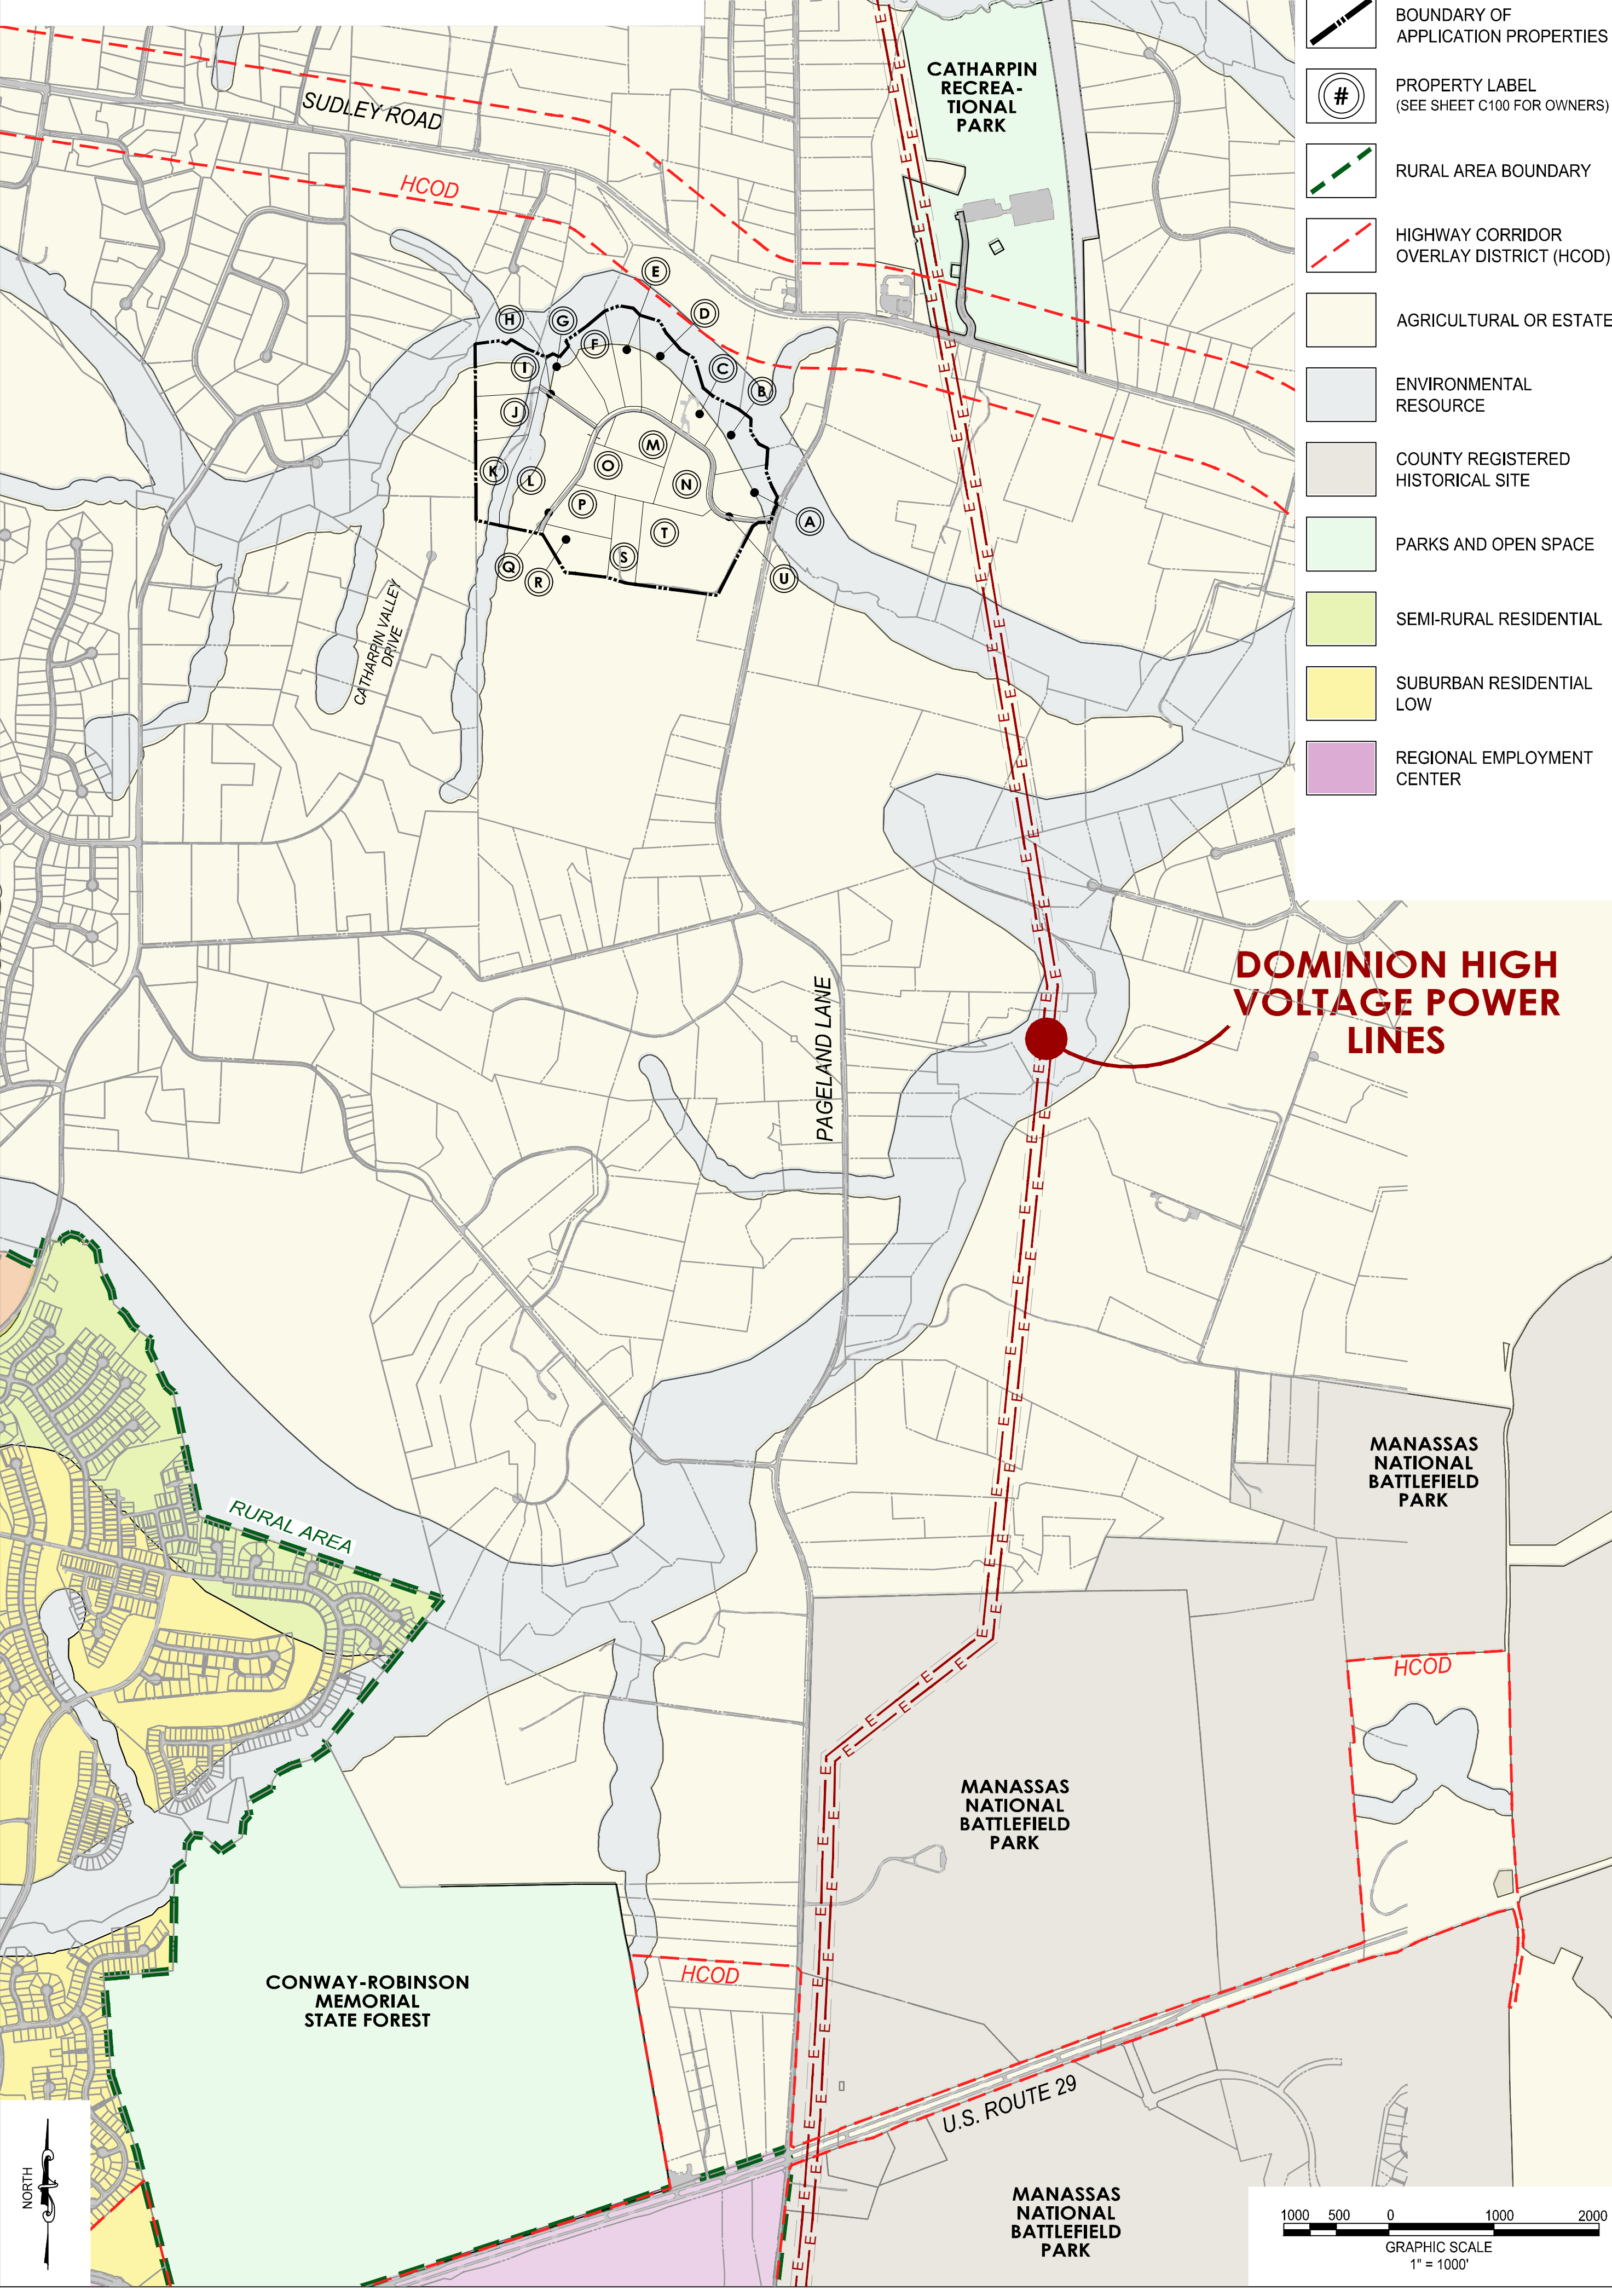 BOUNDARY OF
APPLICATION PROPERTIES
#
PROPERTY LABEL
(SEE SHEET C100 FOR OWNERS)
RURAL AREA BOUNDARY
HIGHWAY CORRIDOR
OVERLAY DISTRICT (HCOD)
AGRICULTURAL OR ESTATE
ENVIRONMENTAL
RESOURCE
COUNTY REGISTERED
HISTORICAL SITE
PARKS AND OPEN SPACE
SEMI-RURAL RESIDENTIAL
SUBURBAN RESIDENTIAL
LOW
REGIONAL EMPLOYMENT
CENTER
CATHARPIN
RECREA-
TIONAL
PARK
SUDLEY ROAD
HCOD
E
D
H
G
F
I
C
B
J
M
K
L
O
N
P
A
T
S
Q
R
U
CATHARPIN VALLEY
DRIVE
PAGELAND LANE
DOMINION HIGH
VOLTAGE POWER
LINES
RURAL AREA
MANASSAS
NATIONAL
BATTLEFIELD
PARK
HCOD
MANASSAS
NATIONAL
BATTLEFIELD
PARK
CONWAY-ROBINSON
MEMORIAL
STATE FOREST
HCOD
U.S. ROUTE 29
MANASSAS
NATIONAL
BATTLEFIELD
PARK
NORTH
1000 500 0 1000 2000
GRAPHIC SCALE
1" = 1000'
E E E E E E E E E E E E E E E E E E E E